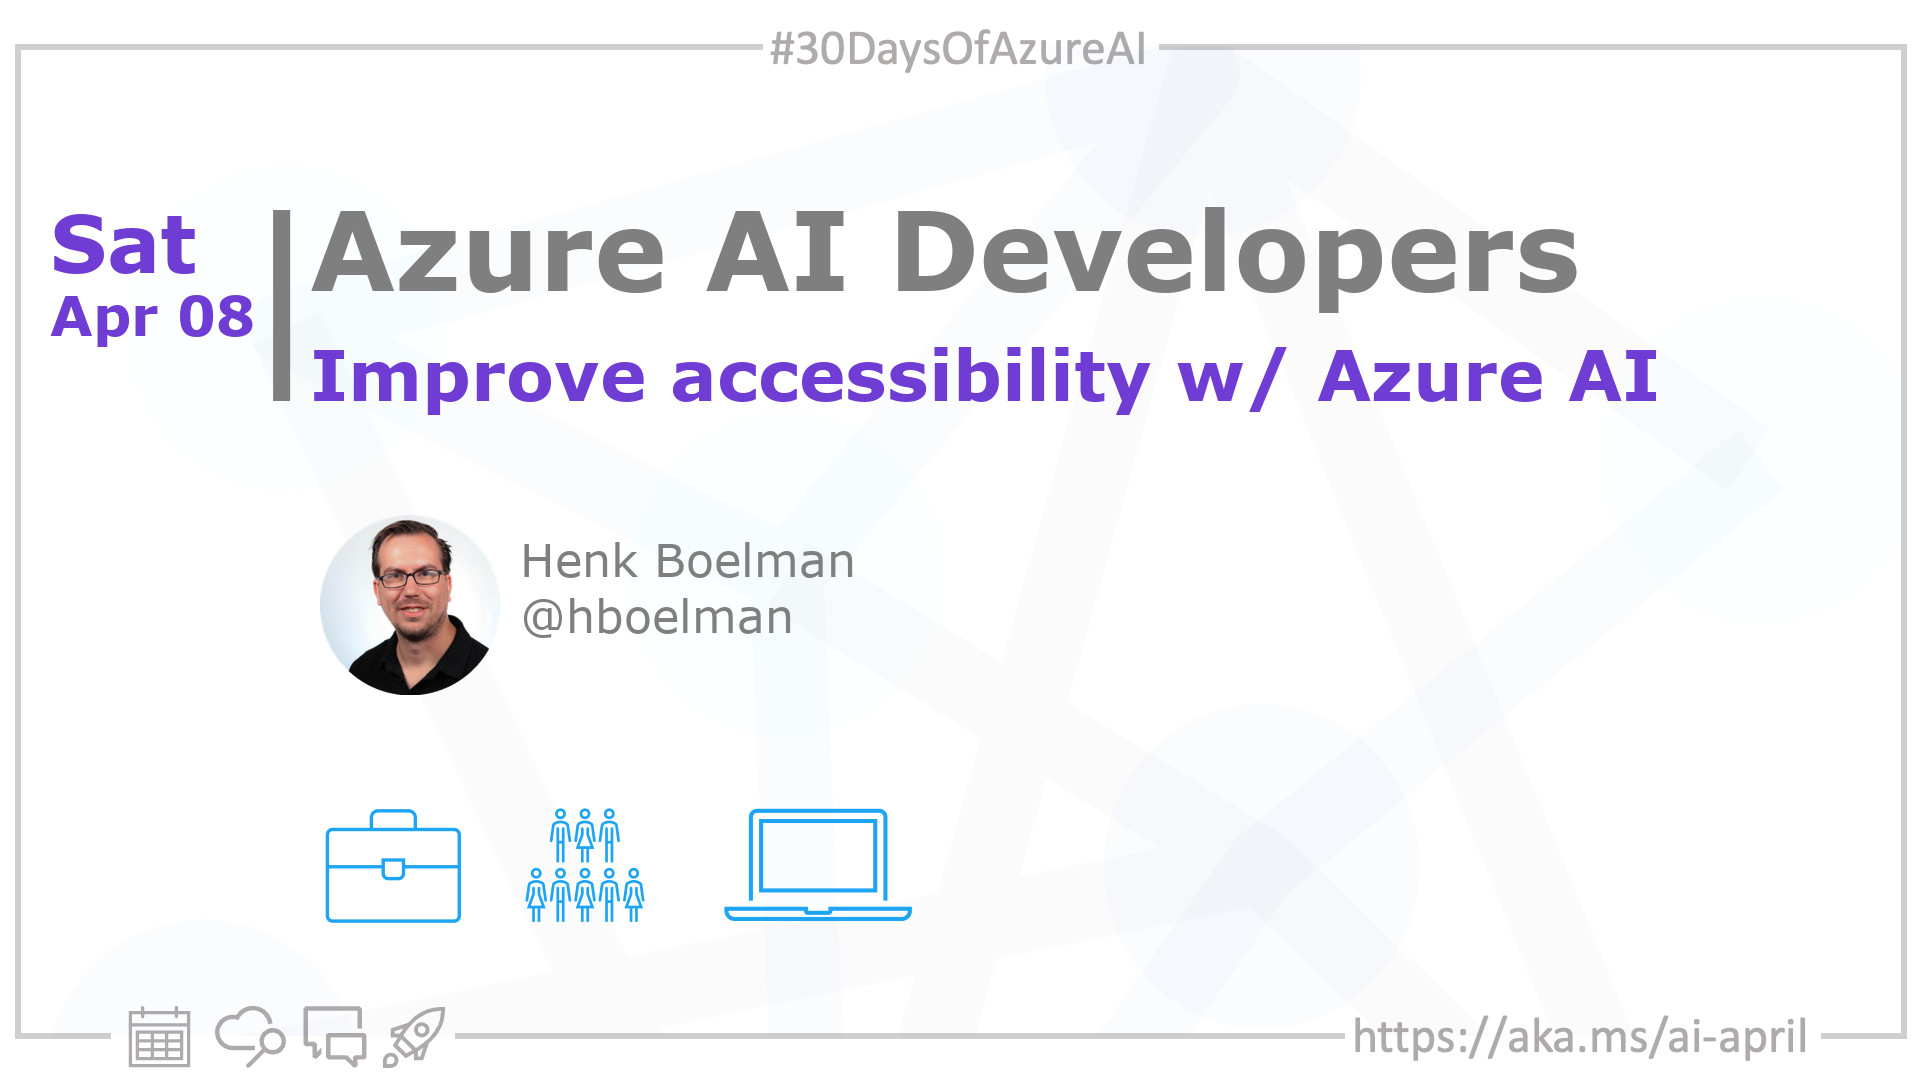 #30DaysOfAzureAI
Sat
Apr 08
Azure AI Developers
Improve accessibility w/ Azure AI
Henk Boelman
@hboelman
https://aka.ms/ai-april